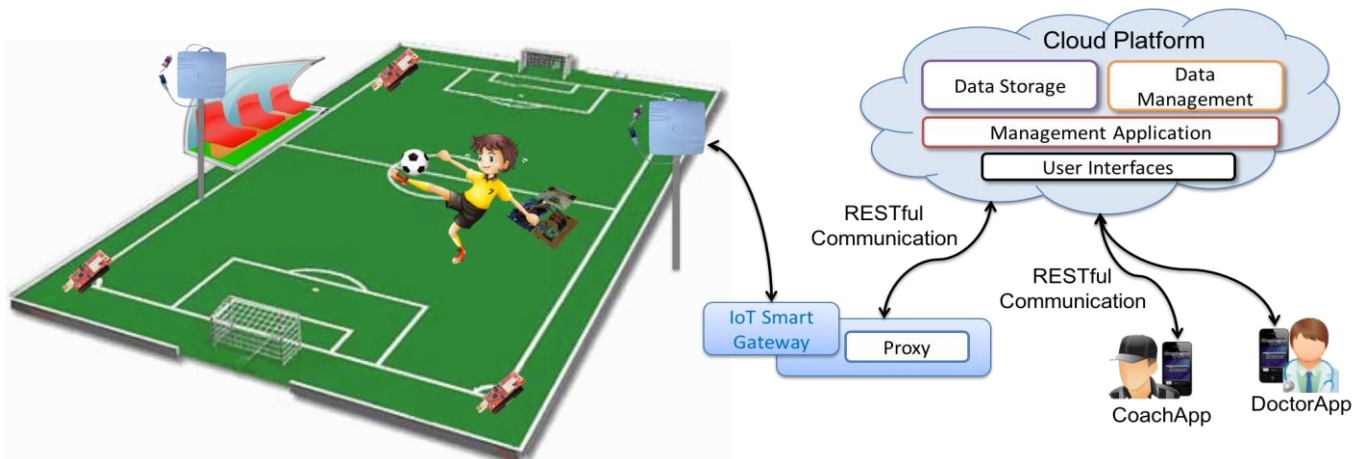 Cloud Platform
Data Storage
Data
Management
Management Application
User Interfaces
RESTful
Communication
RESTful
Communication
IoT Smart
Gateway
Proxy
CoachApp
DoctorApp
7